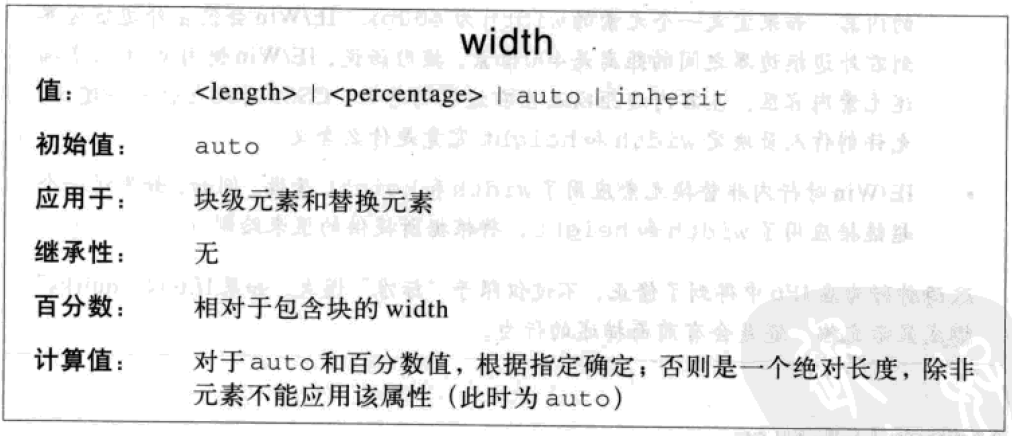 width
值： <length> | <percentage> | auto | inherit
初始值： auto
应用于： 块级元素和替换元素
继承性： 无
百分数： 相对于包含块的 width
计算值： 对于auto和百分数值，根据指定确定；否则是一个绝对长度，除非
元素不能应用该属性（此时为auto）